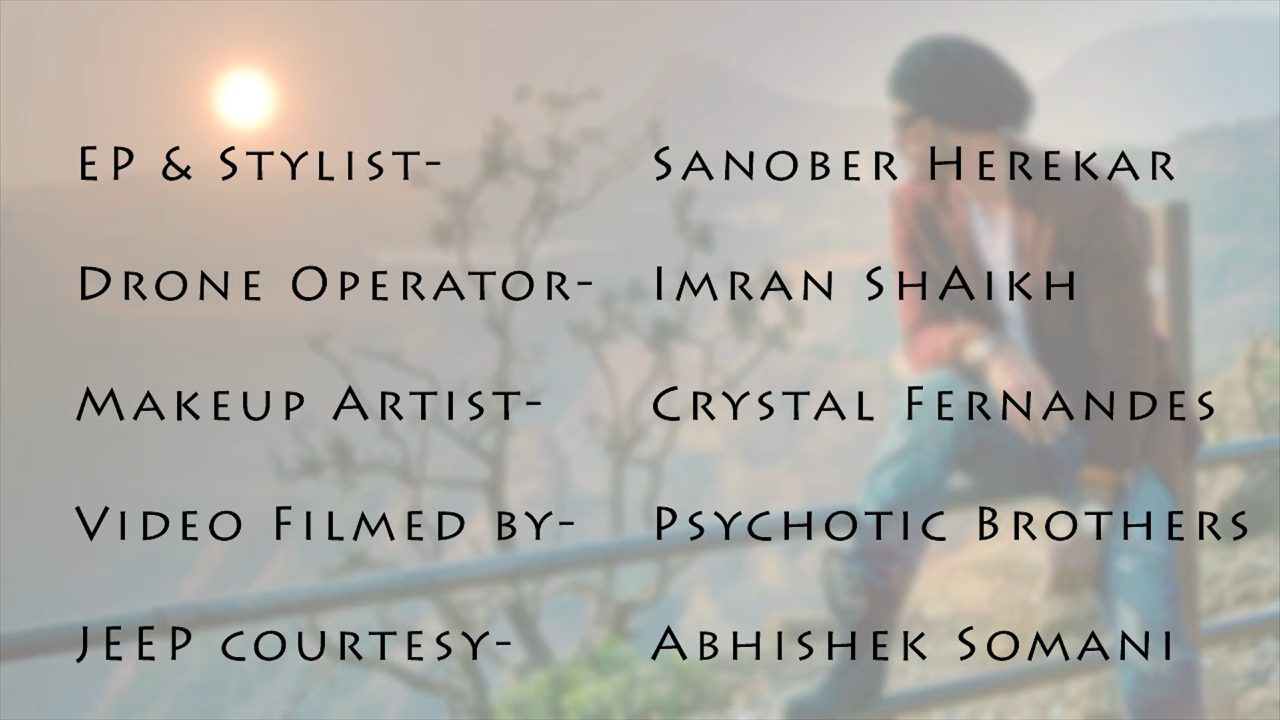 EP & Stylist- Sanober Herekar
Drone Operator- Imran ShAikh
Makeup Artist- Crystal Fernandes
Video Filmed by- Psychotic Brothers
JEEP courtesy- Abhishek Somani